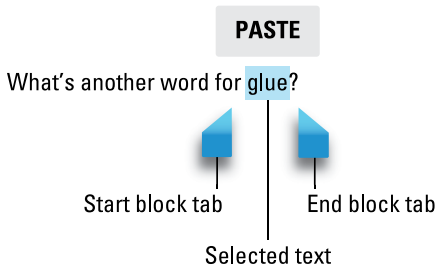 PASTE
What's another word for glue?
Start block tab
End block tab
Selected text